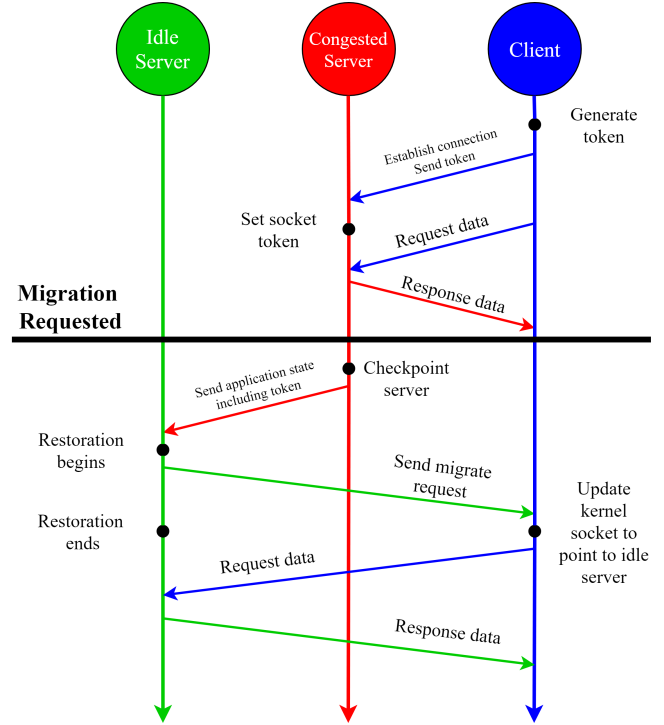 Idle
Server
Congested
Server
Client
Generate
token
Establish connection
Send token
Set socket
token
Request data
Response data
Migration
Requested
Checkpoint
server
Send application state
including token
Restoration
begins
Send migrate
request
Restoration
ends
Update
kernel
socket to
point to idle
server
Request data
Response data